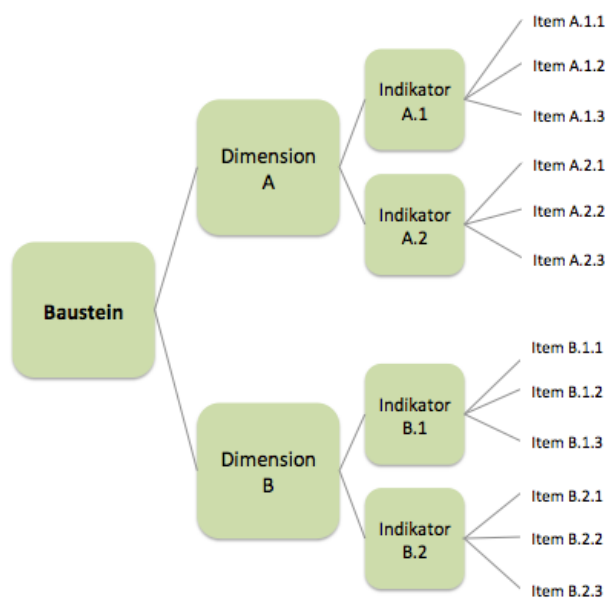 Baustein
Dimension
A
Indikator
A.1
Item A.1.1
Item A.1.2
Item A.1.3
Indikator
A.2
Item A.2.1
Item A.2.2
Item A.2.3
Dimension
B
Indikator
B.1
Item B.1.1
Item B.1.2
Item B.1.3
Indikator
B.2
Item B.2.1
Item B.2.2
Item B.2.3